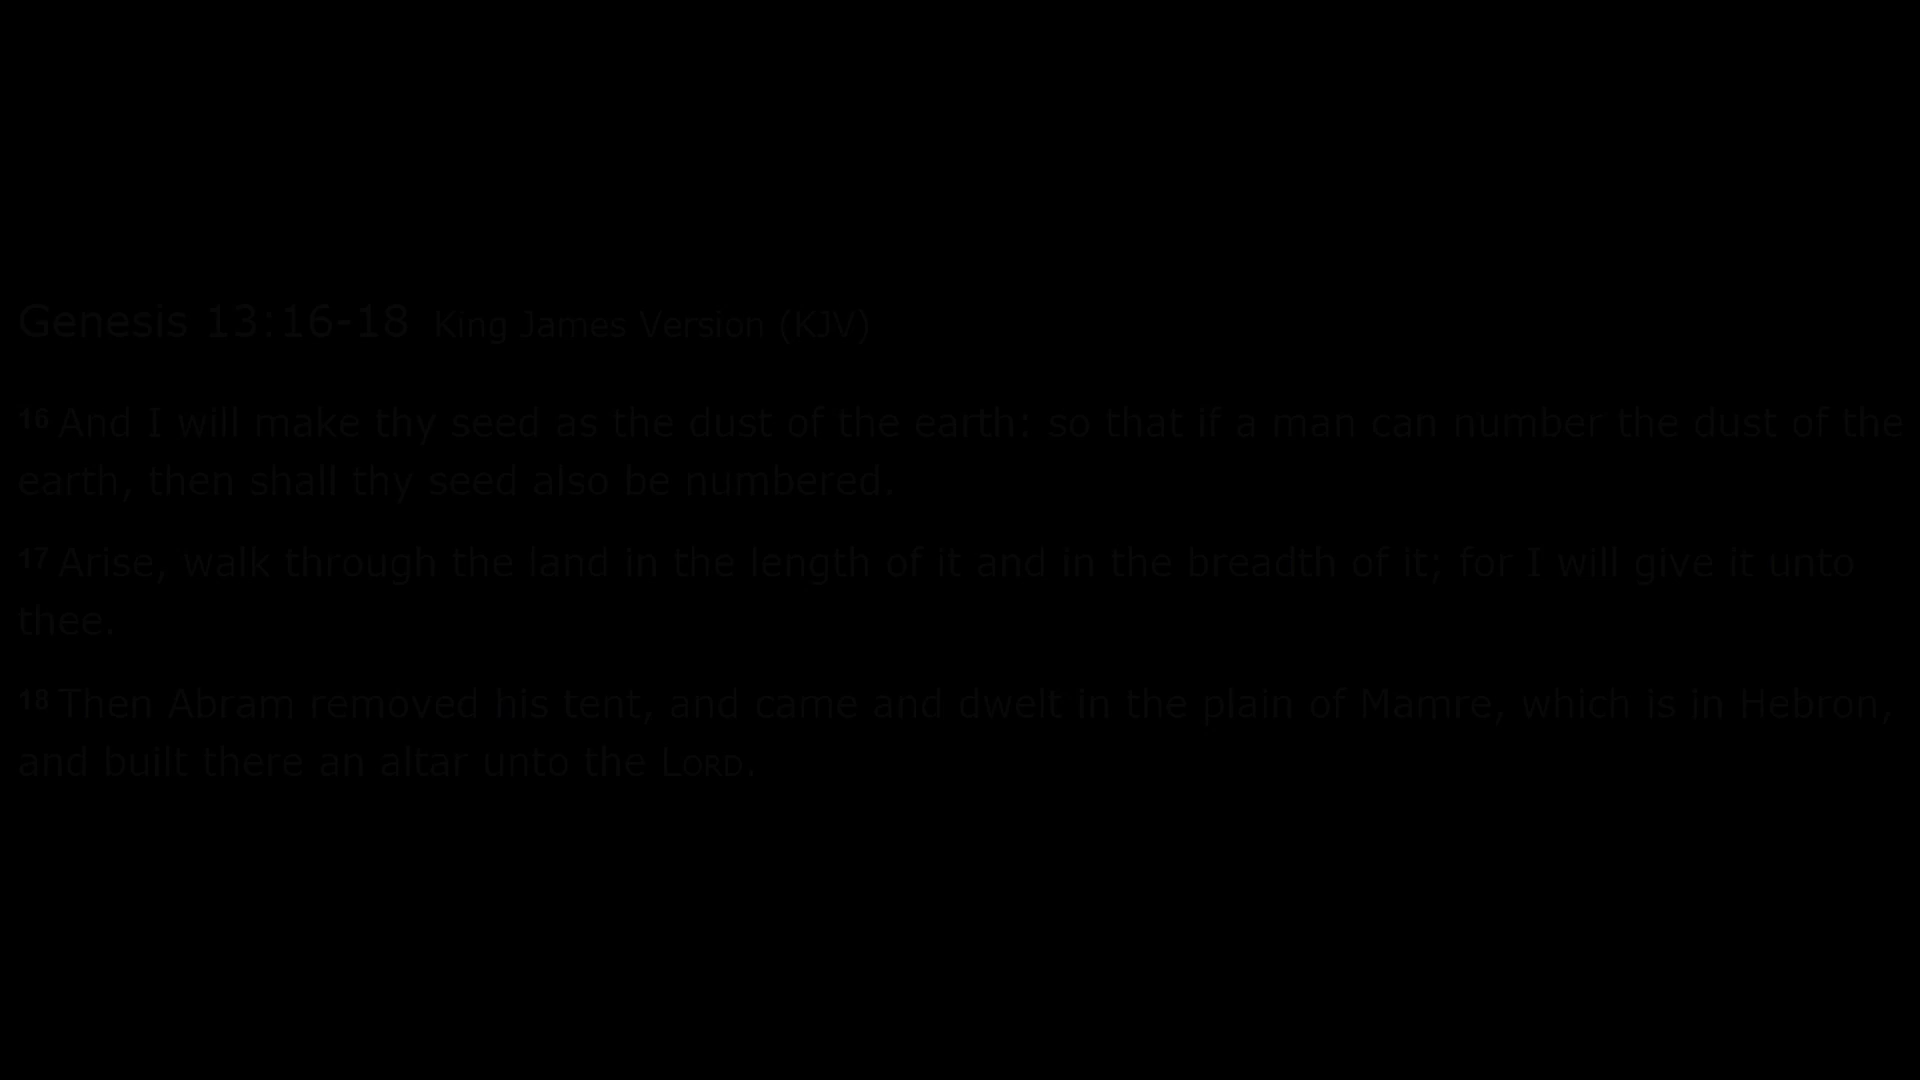 Genesis 13:16-18 King James Version (KJV)
16 And I will make thy seed as the dust of the earth: so that if a man can number the dust of the
earth, then shall thy seed also be numbered.
17 Arise, walk through the land in the length of it and in the breadth of it; for I will give it unto
thee.
18 Then Abram removed his tent, and came and dwelt in the plain of Mamre, which is in Hebron,
and built there an altar unto the LORD.